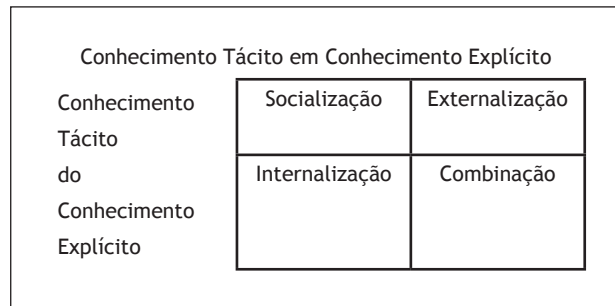 Conhecimento Tácito em Conhecimento Explícito
Conhecimento
Tácito
do
Conhecimento
Explícito
Socialização
Externalização
Internalização
Combinação